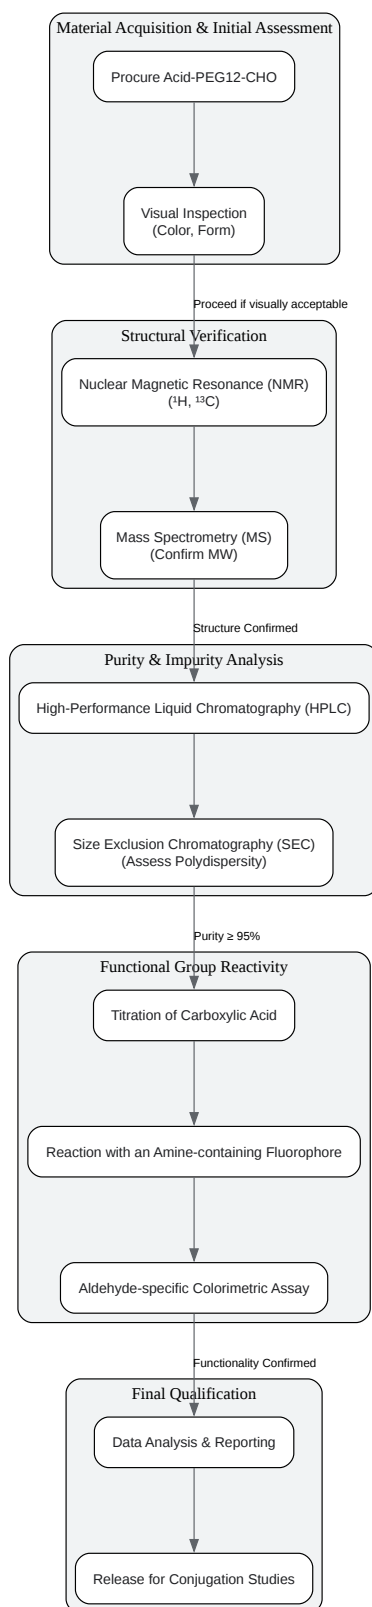 Material Acquisition & Initial Assessment
Procure Acid-PEG12-CHO
Visual Inspection
(Color, Form)
Proceed if visually acceptable
Structural Verification
Nuclear Magnetic Resonance (NMR)
(¹H, ¹³C)
Mass Spectrometry (MS)
(Confirm MW)
Structure Confirmed
Purity & Impurity Analysis
High-Performance Liquid Chromatography (HPLC)
Size Exclusion Chromatography (SEC)
(Assess Polydispersity)
Purity ≥ 95%
Functional Group Reactivity
Titration of Carboxylic Acid
Reaction with an Amine-containing Fluorophore
Aldehyde-specific Colorimetric Assay
Functionality Confirmed
Final Qualification
Data Analysis & Reporting
Release for Conjugation Studies